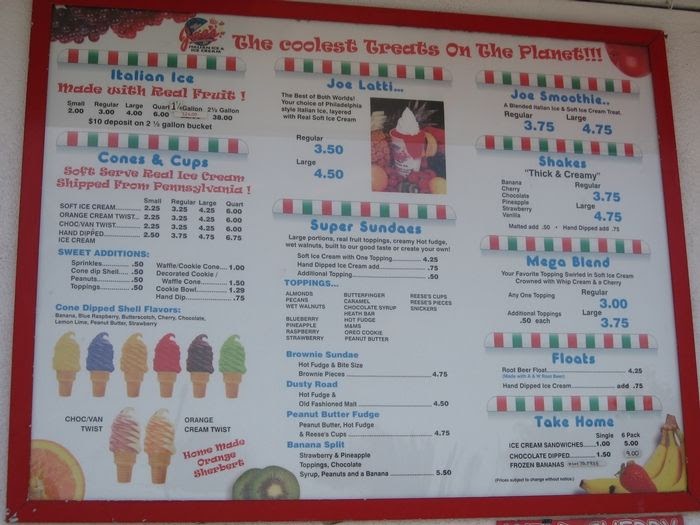 Joe's
ITALIAN ICE &
ICE CREAM
The coolest Treats On The Planet!!!
Italian Ice
Made with Real Fruit !
Small Regular Large Quart 1/2 Gallon 2½ Gallon
2.00 3.00 4.00 6.00 38.00
$10 deposit on 2 ½ gallon bucket
Cones & Cups
Soft Serve Real Ice Cream
Shipped From Pennsylvania !
Small Regular Large Quart
SOFT ICE CREAM 2.25 3.25 4.25 6.00
ORANGE CREAM TWIST.. 2.25 3.25 4.25 6.00
CHOC/VAN TWIST 2.25 3.25 4.25 6.00
HAND DIPPED 2.50 3.75 4.75 6.75
ICE CREAM
SWEET ADDITIONS:
Sprinkles .50
Cone dip Shell .50
Peanuts .50
Toppings .50
Waffle/Cookie Cone 1.00
Decorated Cookie /
Waffle Cone 1.50
Cookie Bowl 1.29
Hand Dip .75
Cone Dipped Shell Flavors:
Banana, Blue Raspberry, Butterscotch, Cherry, Chocolate,
Lemon Lime, Peanut Butter, Strawberry
CHOC/VAN
TWIST
ORANGE
CREAM TWIST
Home Made
Orange
Sherbert
Joe Latti...
The Best of Both Worlds!
Your choice of Philadelphia
style Italian Ice, layered
with Real Soft Ice Cream
Regular
3.50
Large
4.50
Super Sundaes
Large portions, real fruit toppings, creamy Hot fudge,
wet walnuts, built to our good taste or create your own!
Soft Ice Cream with One Topping 4.25
Hand Dipped Ice Cream add .75
Additional Topping .50
TOPPINGS...
ALMONDS
PECANS
WET WALNUTS
BLUEBERRY
PINEAPPLE
RASPBERRY
STRAWBERRY
BUTTERFINGER
CARAMEL
CHOCOLATE SYRUP
HEATH BAR
HOT FUDGE
M&MS
OREO COOKIE
PEANUT BUTTER
REESE'S CUPS
REESE'S PIECES
SNICKERS
Brownie Sundae
Hot Fudge & Bite Size
Brownie Pieces 4.75
Dusty Road
Hot Fudge &
Old Fashioned Malt 4.50
Peanut Butter Fudge
Peanut Butter, Hot Fudge
& Reese's Cups 4.75
Banana Split
Strawberry & Pineapple
Toppings, Chocolate
Syrup, Peanuts and a Banana 5.50
Joe Smoothie..
A Blended Italian Ice & Soft Ice Cream Treat.
Regular Large
3.75 4.75
Shakes
"Thick & Creamy"
Banana
Cherry
Chocolate
Pineapple
Strawberry
Vanilla
Regular
3.75
Large
4.75
Malted add .50 • Hand Dipped add .75
Mega Blend
Your Favorite Topping Swirled in Soft Ice Cream
Crowned with Whip Cream & a Cherry
Any One Topping
Regular
3.00
Additional Toppings
.50 each
Large
3.75
Floats
Root Beer Float 4.25
(Made with A & W Root Beer)
Hand Dipped Ice Cream add .75
Take Home
Single 6 Pack
ICE CREAM SANDWICHES 1.00 5.00
CHOCOLATE DIPPED 1.50 9.00
FROZEN BANANAS
(Prices subject to change without notice)